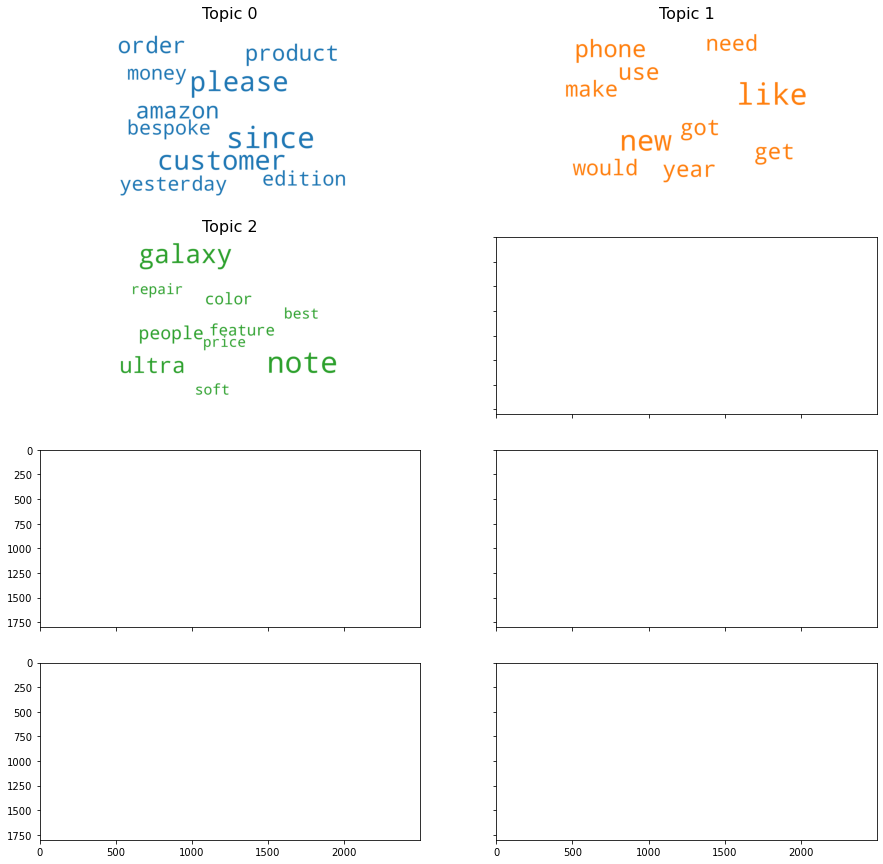 Topic 0
order
product
money
please
amazon
bespoke
since
customer
yesterday
edition
Topic 1
phone
need
use
make
like
got
new
get
would
year
Topic 2
galaxy
repair
color
best
people
feature
price
ultra
note
soft
0
250
500
750
1000
1250
1500
1750
0
250
500
750
1000
1250
1500
1750
0 500 1000 1500 2000
0 500 1000 1500 2000